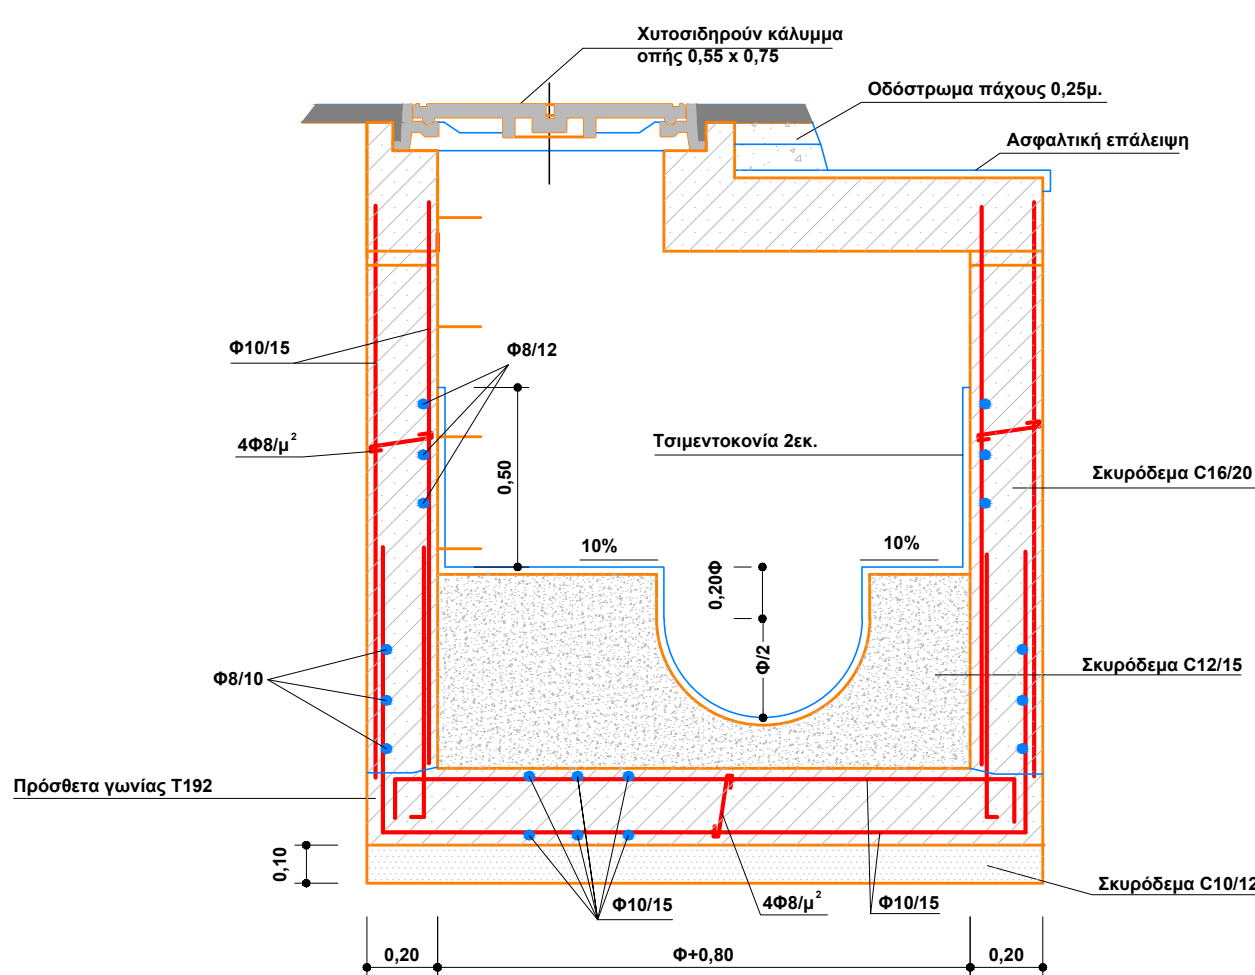 Χυτοσιδηρούν κάλυμμα
οπής 0,55 x 0,75
Οδόστρωμα πάχους 0,25μ.
Ασφαλτική επάλειψη
Φ10/15
Φ8/12
4Φ8/μ²
Τσιμεντοκονία 2εκ.
0,50
Σκυρόδεμα C16/20
10%
10%
0,20Φ
Φ/2
Σκυρόδεμα C12/15
Φ8/10
Πρόσθετα γωνίας Τ192
0,10
Φ10/15
4Φ8/μ²
Φ10/15
Σκυρόδεμα C10/12
0,20
Φ+0,80
0,20